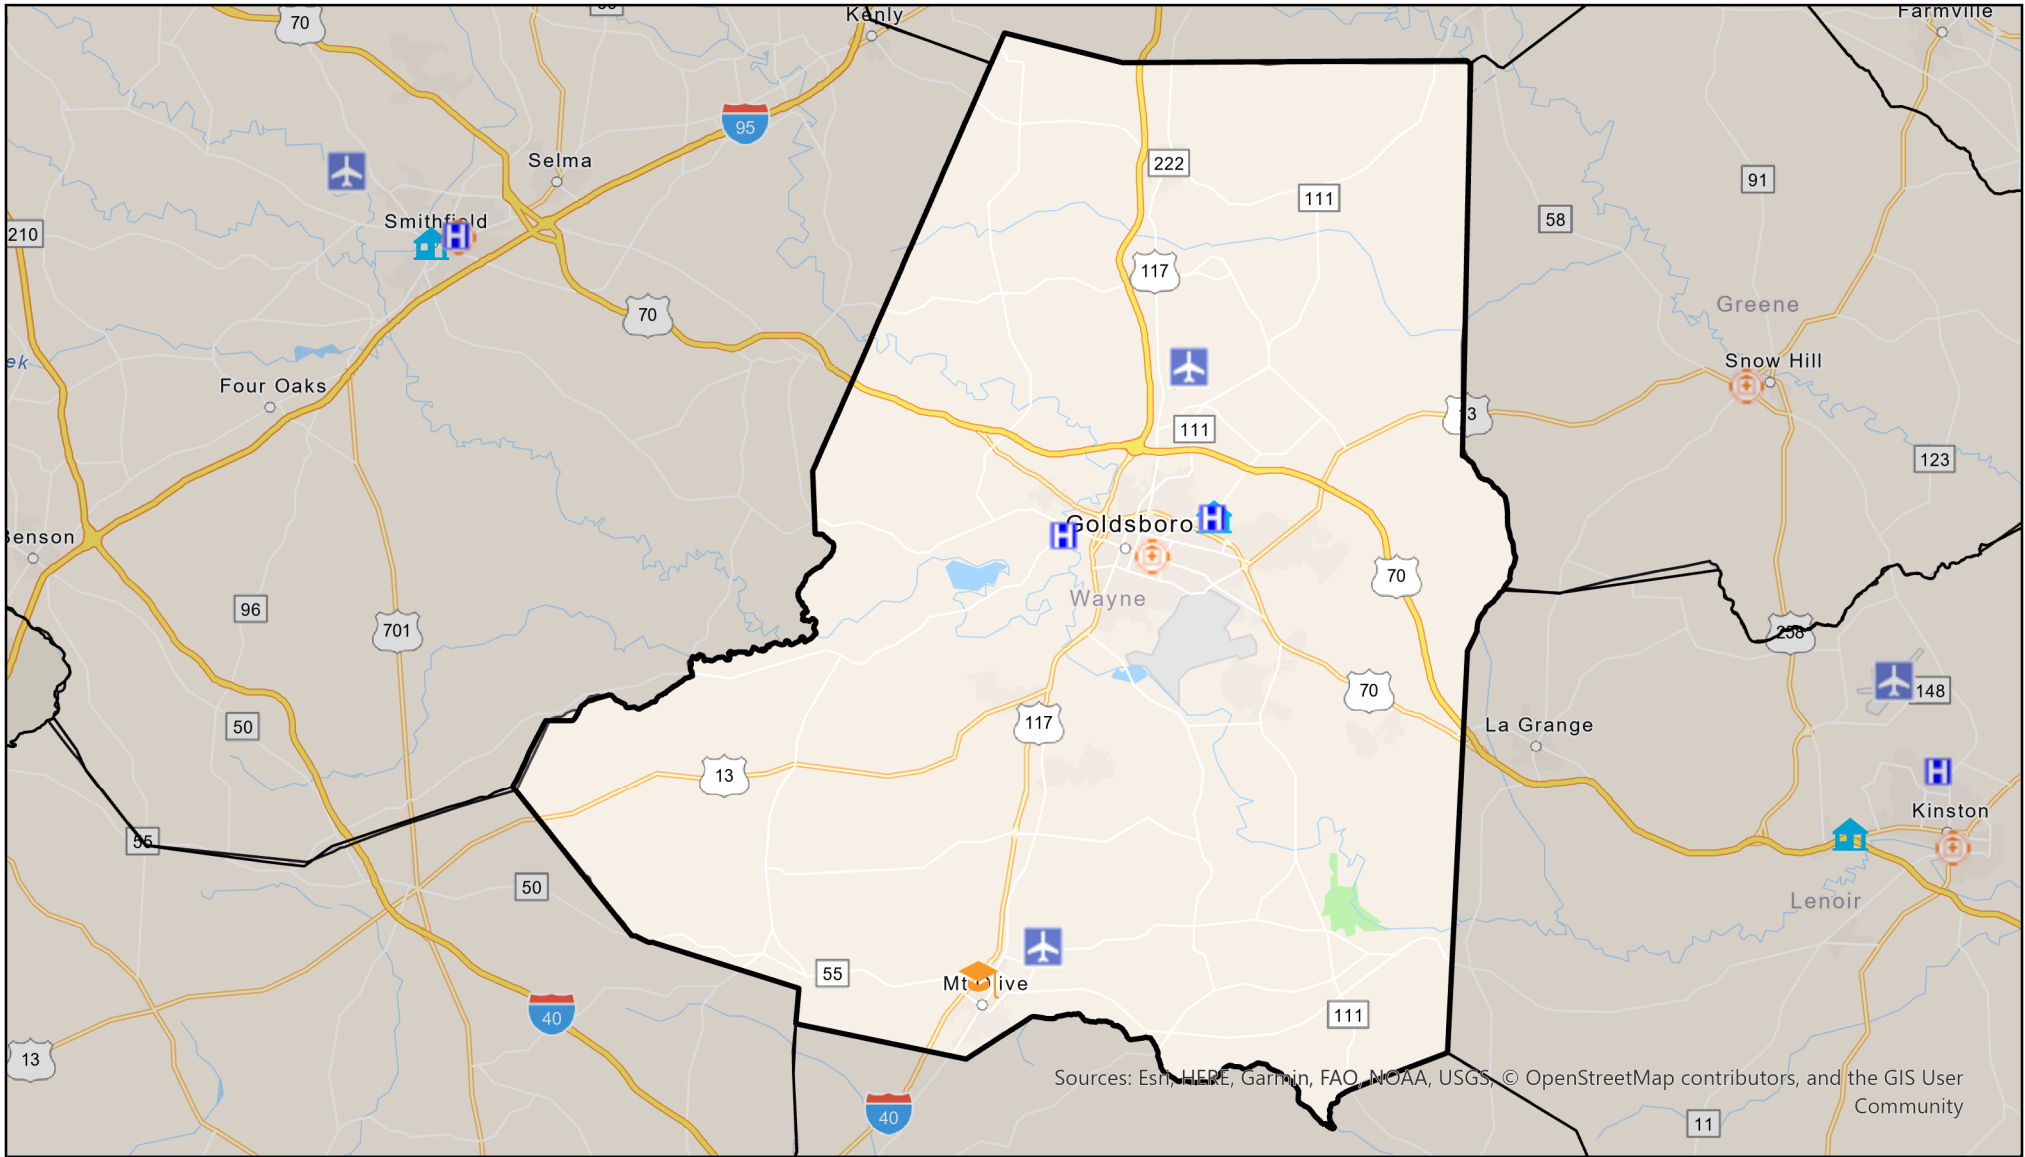 Kenly
Farmville
70
95
Selma
222
111
91
58
Smithfield
210
117
70
Greene
Snow Hill
Four Oaks
13
111
123
Goldsboro
70
Wayne
96
701
258
70
148
117
50
La Grange
13
Kinston
55
50
Lenoir
55
Mt Olive
40
111
13
Sources: Esri, HERE, Garmin, FAO, NOAA, USGS, © OpenStreetMap contributors, and the GIS User
Community
40
11